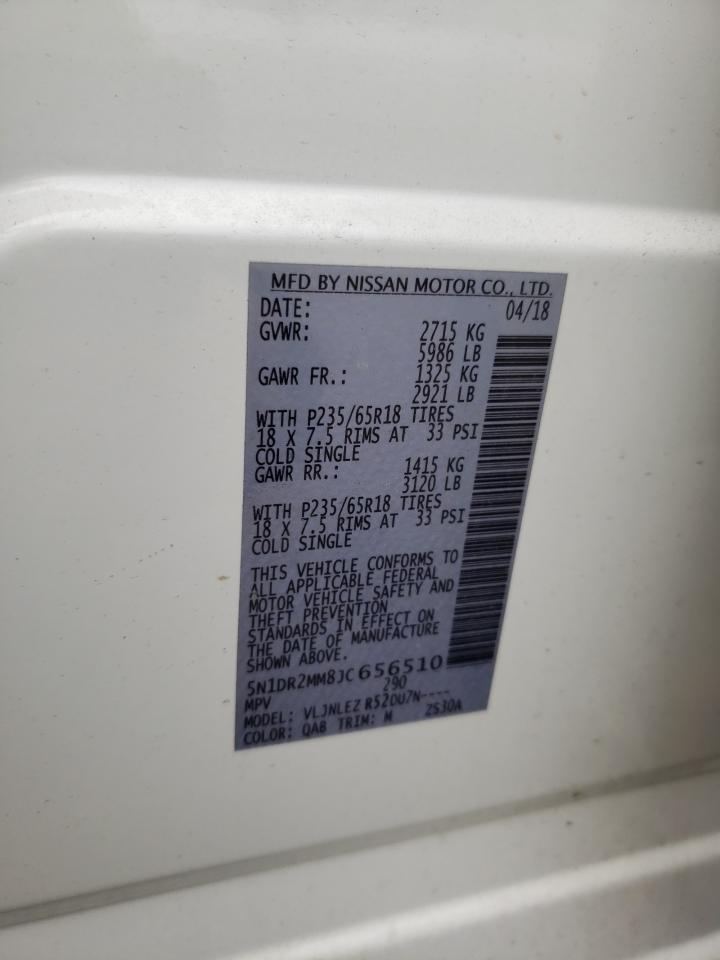 MFD BY NISSAN MOTOR CO., LTD.
DATE: 04/18
GVWR: 2715 KG
5986 LB
GAWR FR.: 1325 KG
2921 LB
WITH P235/65R18 TIRES
18 X 7.5 RIMS AT 33 PSI
COLD SINGLE
GAWR RR.: 1415 KG
3120 LB
WITH P235/65R18 TIRES
18 X 7.5 RIMS AT 33 PSI
COLD SINGLE
THIS VEHICLE CONFORMS TO
ALL APPLICABLE FEDERAL
MOTOR VEHICLE SAFETY AND
THEFT PREVENTION
STANDARDS IN EFFECT ON
THE DATE OF MANUFACTURE
SHOWN ABOVE.
5N1DR2MM8JC656510
MPV 290
MODEL: VLJNLEZ R52DU7N----
COLOR: QAB TRIM: M ZS30A